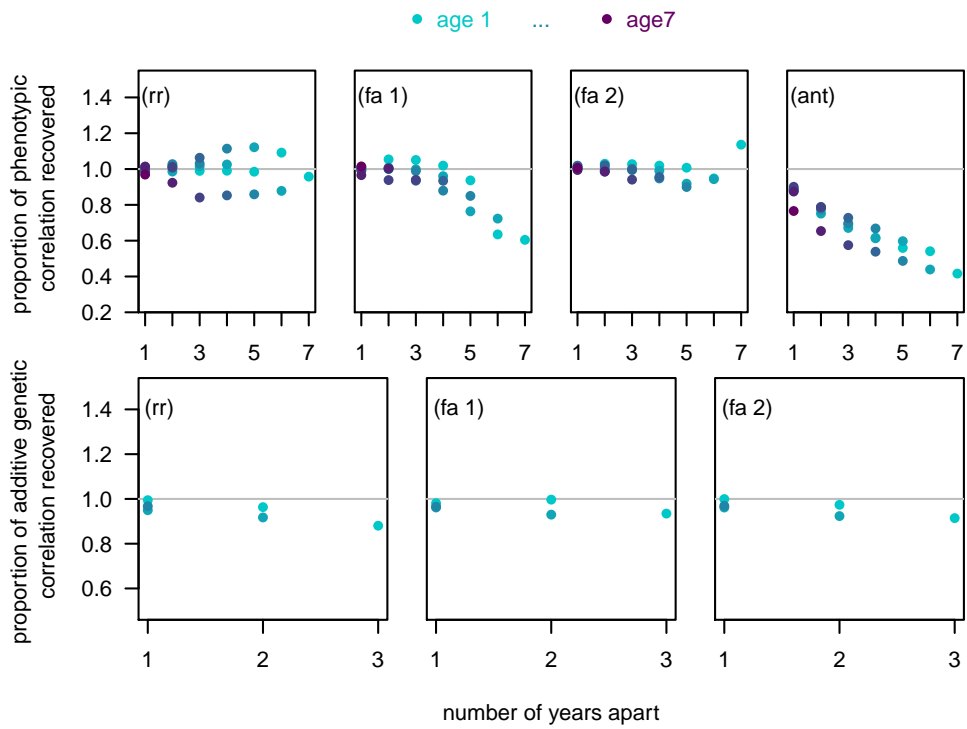 age 1 ... age7
proportion of phenotypic
correlation recovered
1.4
1.2
1.0
0.8
0.6
0.4
0.2
(rr) (fa 1) (fa 2) (ant)
1 3 5 7 1 3 5 7 1 3 5 7 1 3 5 7
proportion of additive genetic
correlation recovered
1.4
1.2
1.0
0.8
0.6
(rr) (fa 1) (fa 2)
1 2 3 1 2 3 1 2 3
number of years apart